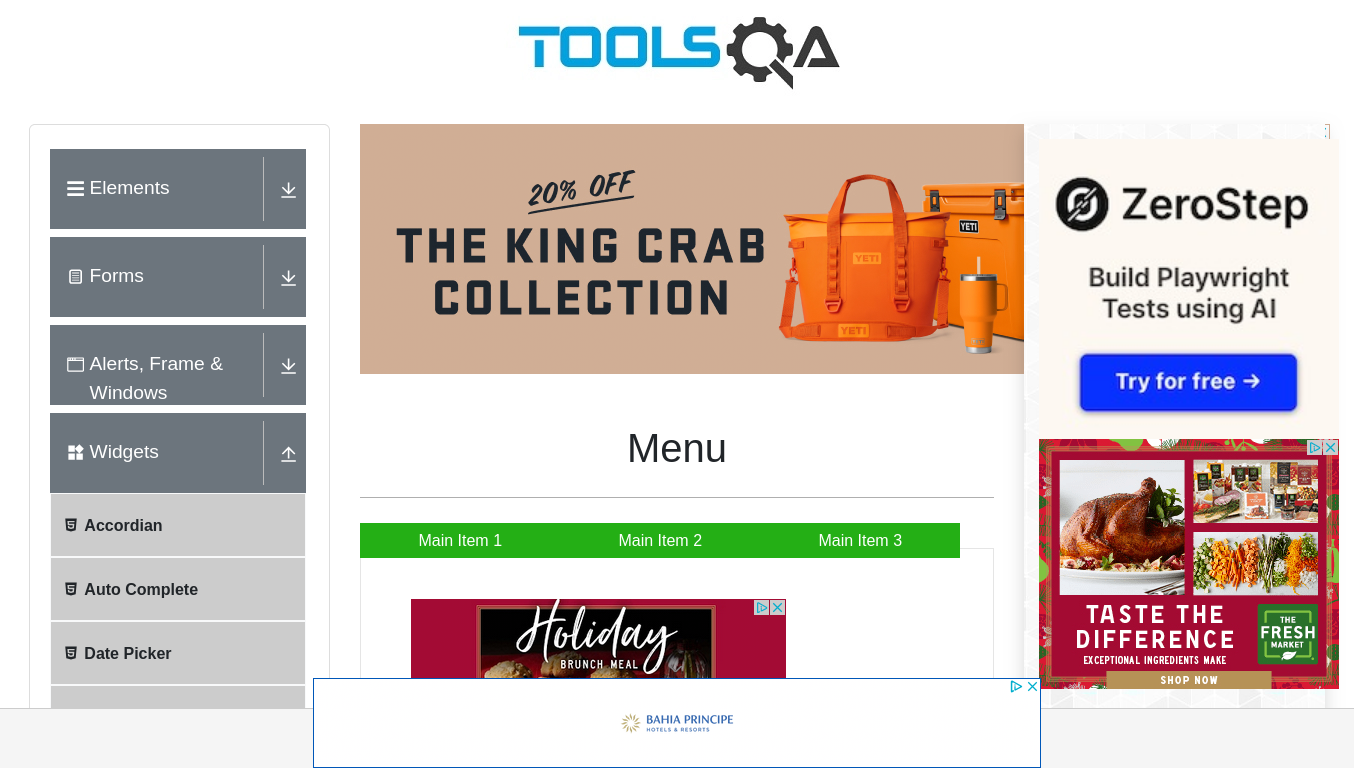 TOOLSQA
Elements
Forms
Alerts, Frame &
Windows
Widgets
Accordian
Auto Complete
Date Picker
20% OFF
THE KING CRAB
COLLECTION
YETI
YETI
YETI
Menu
Main Item 1
Main Item 2
Main Item 3
Holiday
BRUNCH MEAL
ZeroStep
Build Playwright
Tests using AI
Try for free →
TASTE THE
DIFFERENCE
EXCEPTIONAL INGREDIENTS MAKE
THE
FRESH
MARKET
SHOP NOW
BAHIA PRINCIPE
HOTELS & RESORTS